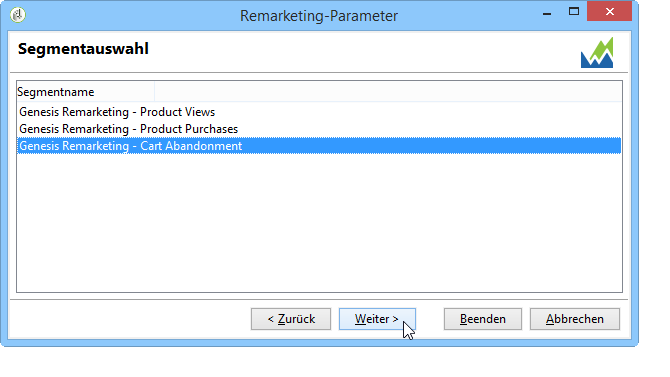 Remarketing-Parameter
Segmentauswahl
Segmentname
Genesis Remarketing - Product Views
Genesis Remarketing - Product Purchases
Genesis Remarketing - Cart Abandonment
< Zurück
Weiter >
Beenden
Abbrechen